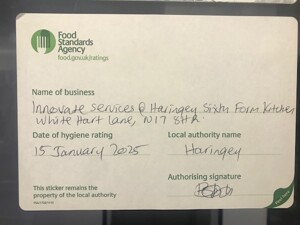 Food
Standards
Agency
food.gov.uk/ratings
Name of business
Innovate Services @ Haringey Sixth Form Kitchen
White Hart Lane, N17 8HR
Date of hygiene rating
Local authority name
15 January 2025
Haringey
Authorising signature
This sticker remains the
property of the local authority